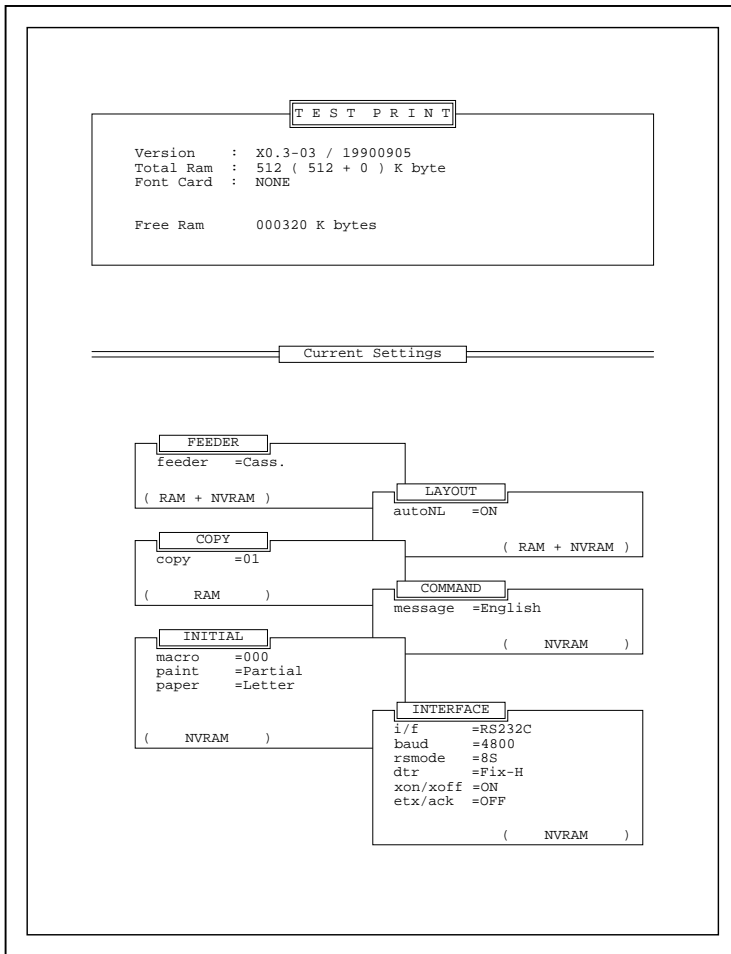 T E S T P R I N T
Version : X0.3-03 / 19900905
Total Ram : 512 ( 512 + 0 ) K byte
Font Card : NONE
Free Ram 000320 K bytes
Current Settings
FEEDER
feeder =Cass.
( RAM + NVRAM )
LAYOUT
autoNL =ON
( RAM + NVRAM )
COPY
copy =01
( RAM )
COMMAND
message =English
( NVRAM )
INITIAL
macro =000
paint =Partial
paper =Letter
( NVRAM )
INTERFACE
i/f =RS232C
baud =4800
rsmode =8S
dtr =Fix-H
xon/xoff =ON
etx/ack =OFF
( NVRAM )